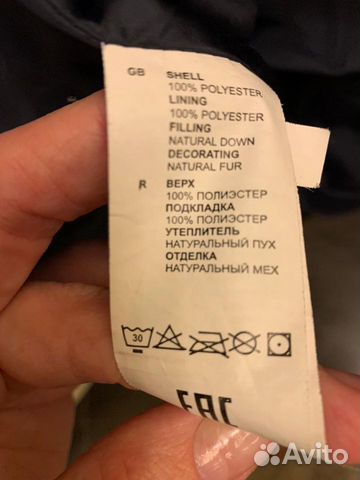 GB SHELL
100% POLYESTER
LINING
100% POLYESTER
FILLING
NATURAL DOWN
DECORATING
NATURAL FUR
R ВЕРХ
100% ПОЛИЭСТЕР
ПОДКЛАДКА
100% ПОЛИЭСТЕР
УТЕПЛИТЕЛЬ
НАТУРАЛЬНЫЙ ПУХ
ОТДЕЛКА
НАТУРАЛЬНЫЙ МЕХ
30
EAC
Avito